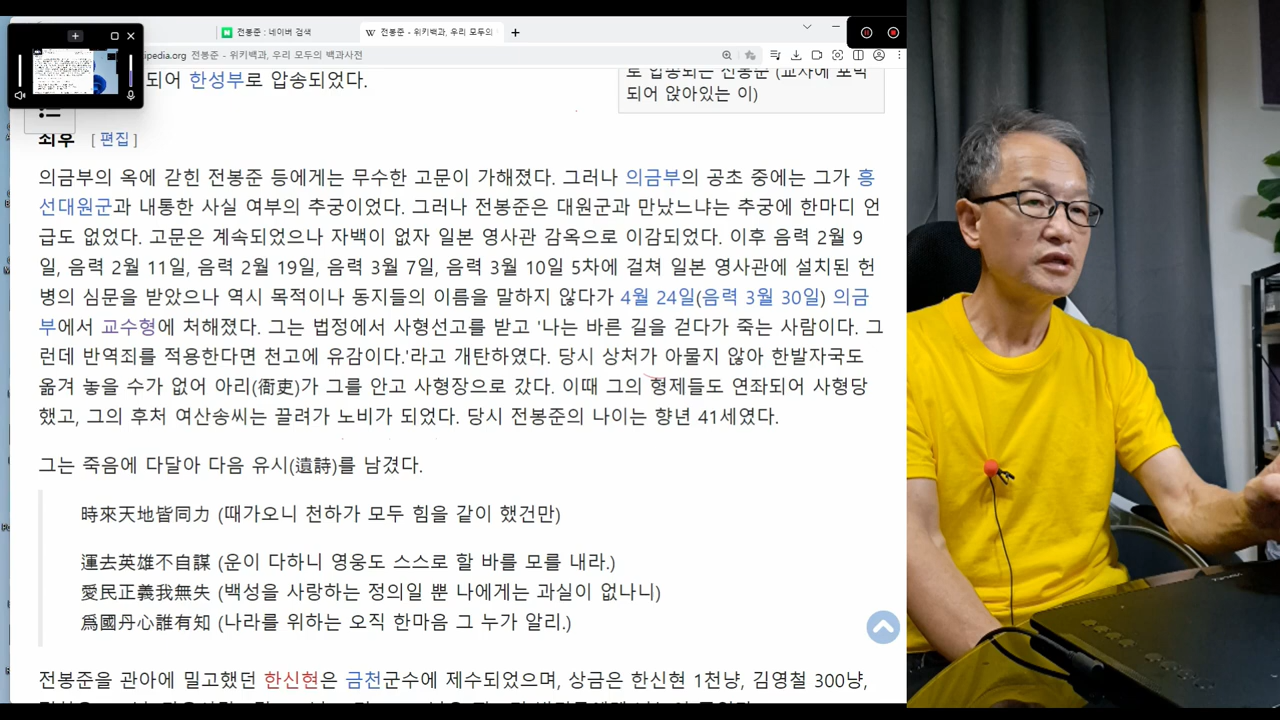 전봉준 : 네이버 검색
전봉준 - 위키백과, 우리 모두의
ipedia.org 전봉준 - 위키백과, 우리 모두의 백과사전
되어 한성부로 압송되었다.
로 압송되는 전봉준 (교사에 포박
되어 앉아있는 이)
최우 [편집]
의금부의 옥에 갇힌 전봉준 등에게는 무수한 고문이 가해졌다. 그러나 의금부의 공초 중에는 그가 흥
선대원군과 내통한 사실 여부의 추궁이었다. 그러나 전봉준은 대원군과 만났느냐는 추궁에 한마디 언
급도 없었다. 고문은 계속되었으나 자백이 없자 일본 영사관 감옥으로 이감되었다. 이후 음력 2월 9
일, 음력 2월 11일, 음력 2월 19일, 음력 3월 7일, 음력 3월 10일 5차에 걸쳐 일본 영사관에 설치된 헌
병의 심문을 받았으나 역시 목적이나 동지들의 이름을 말하지 않다가 4월 24일(음력 3월 30일) 의금
부에서 교수형에 처해졌다. 그는 법정에서 사형선고를 받고 '나는 바른 길을 걷다가 죽는 사람이다. 그
런데 반역죄를 적용한다면 천고에 유감이다.'라고 개탄하였다. 당시 상처가 아물지 않아 한발자국도
옮겨 놓을 수가 없어 아리(衙吏)가 그를 안고 사형장으로 갔다. 이때 그의 형제들도 연좌되어 사형당
했고, 그의 후처 여산송씨는 끌려가 노비가 되었다. 당시 전봉준의 나이는 향년 41세였다.
그는 죽음에 다달아 다음 유시(遺詩)를 남겼다.
時來天地皆同力 (때가오니 천하가 모두 힘을 같이 했건만)
運去英雄不自謀 (운이 다하니 영웅도 스스로 할 바를 모를 내라.)
愛民正義我無失 (백성을 사랑하는 정의일 뿐 나에게는 과실이 없나니)
爲國丹心誰有知 (나라를 위하는 오직 한마음 그 누가 알리.)
전봉준을 관아에 밀고했던 한신현은 금천군수에 제수되었으며, 상금은 한신현 1천냥, 김영철 300냥,